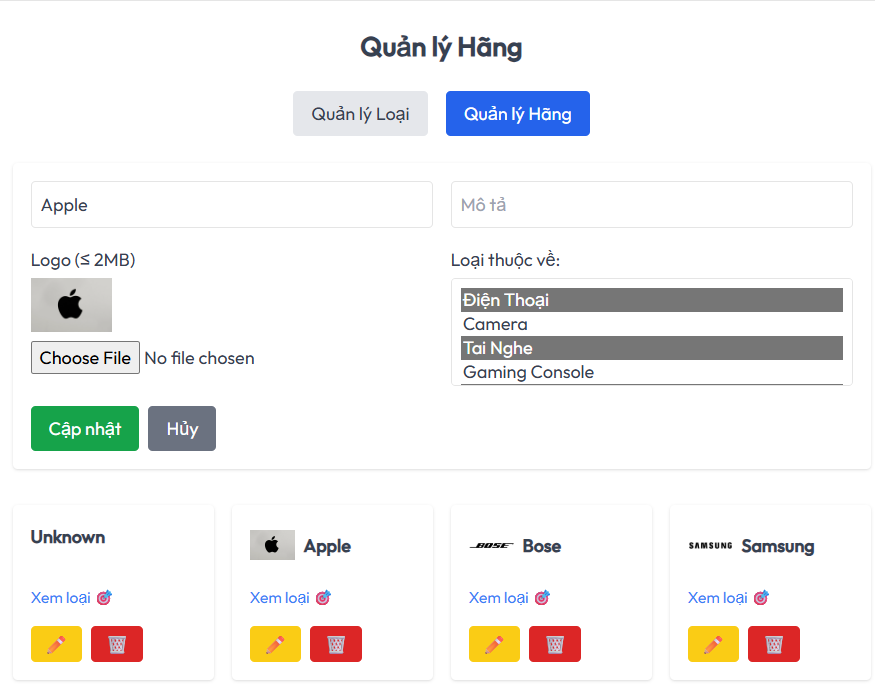 Quản lý Hãng
Quản lý Loại Quản lý Hãng
Apple Mô tả
Logo (≤ 2MB) Loại thuộc về:
Điện Thoại
Camera
Tai Nghe
Gaming Console
Choose File No file chosen
Cập nhật Hủy
Unknown Apple BOSE Bose SAMSUNG Samsung
Xem loại Xem loại Xem loại Xem loại